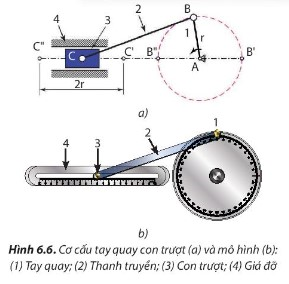 4
3
2
B
1
r
C"
C
C'
B"
B'
A
2r
a)
4
3
2
1
b)
Hình 6.6. Cơ cấu tay quay con trượt (a) và mô hình (b):
(1) Tay quay; (2) Thanh truyền; (3) Con trượt; (4) Giá đỡ